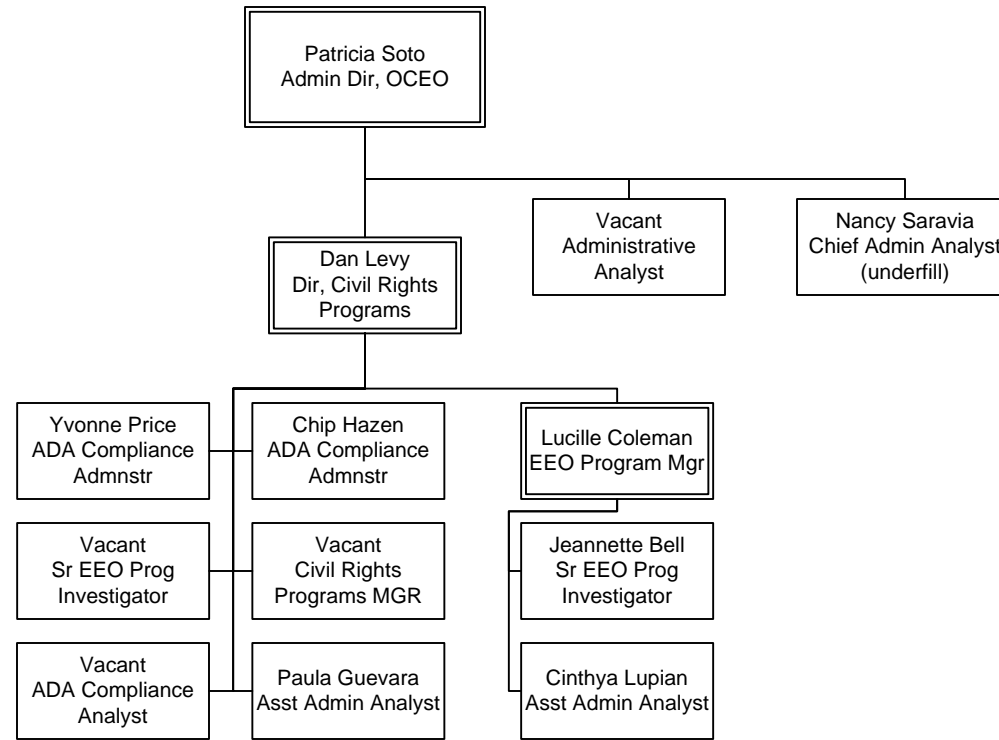 Patricia Soto
Admin Dir, OCEO
Vacant
Administrative
Analyst
Nancy Saravia
Chief Admin Analyst
(underfill)
Dan Levy
Dir, Civil Rights
Programs
Yvonne Price
ADA Compliance
Admnstr
Chip Hazen
ADA Compliance
Admnstr
Lucille Coleman
EEO Program Mgr
Vacant
Sr EEO Prog
Investigator
Vacant
Civil Rights
Programs MGR
Jeannette Bell
Sr EEO Prog
Investigator
Vacant
ADA Compliance
Analyst
Paula Guevara
Asst Admin Analyst
Cinthya Lupian
Asst Admin Analyst